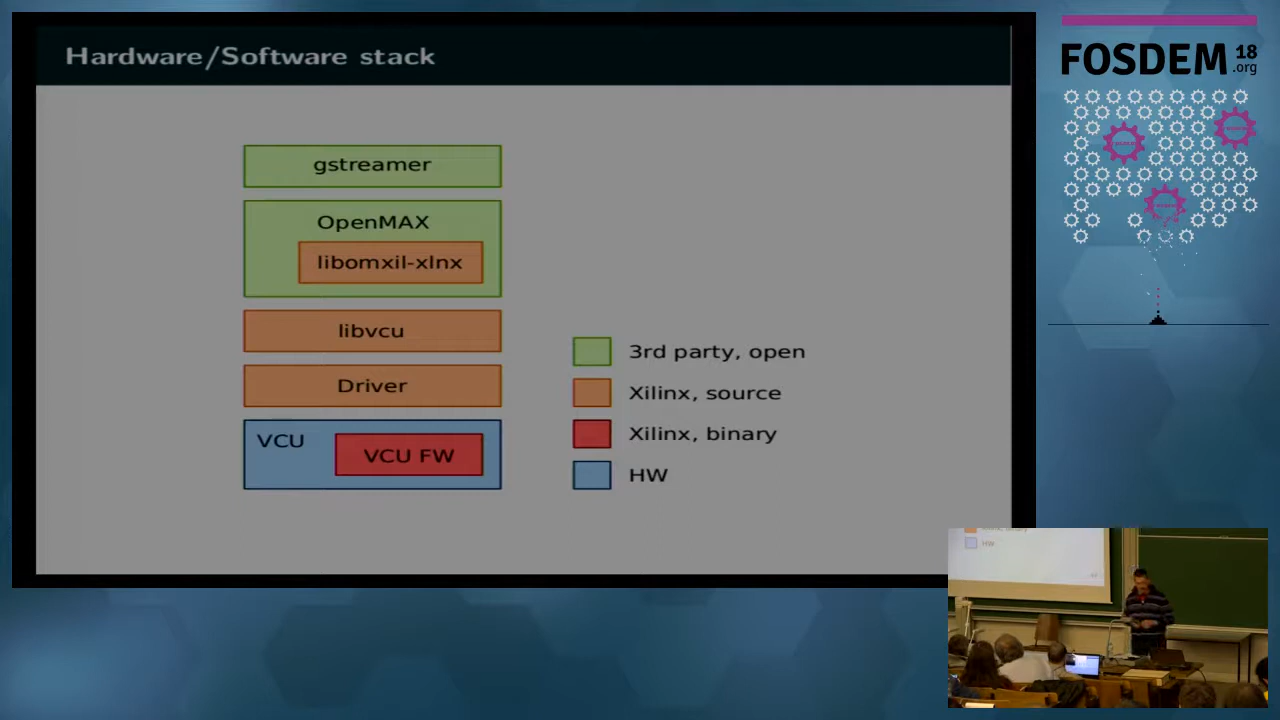 Hardware/Software stack
gstreamer
OpenMAX
libomxil-xlnx
libvcu
Driver
VCU
VCU FW
3rd party, open
Xilinx, source
Xilinx, binary
HW
FOSDEM 18
.org
HW